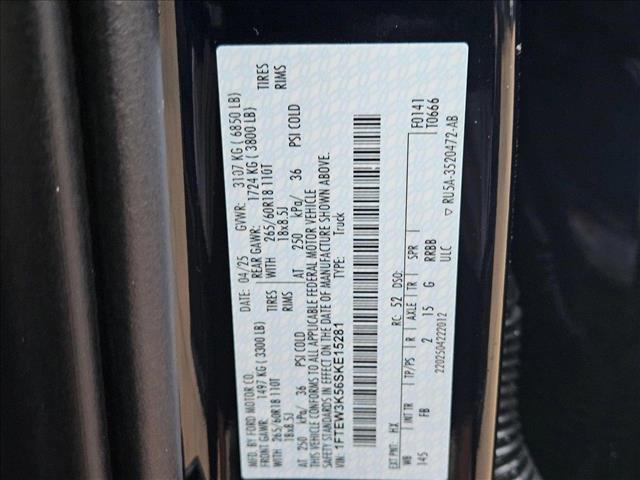 MFD. BY FORD MOTOR CO.
DATE: 04/25 GVWR: 3107 KG ( 6850 LB)
FRONT GAWR: 1497 KG ( 3300 LB) REAR GAWR: 1724 KG ( 3800 LB)
WITH 265/60R18 110T TIRES WITH 265/60R18 110T TIRES
18x8.5J RIMS 18x8.5J RIMS
AT 250 kPa/ 36 PSI COLD AT 250 kPa/ 36 PSI COLD
THIS VEHICLE CONFORMS TO ALL APPLICABLE FEDERAL MOTOR VEHICLE
SAFETY STANDARDS IN EFFECT ON THE DATE OF MANUFACTURE SHOWN ABOVE.
VIN: 1FTEW3K56SKE15281 TYPE: Truck
F0141
T0666
EXT PNT: HX RC: 52 DSO:
WB INT TR TP/PS R AXLE TR SPR
145 FB 2 15 G RRBB
ULC
2202504222012 ▽ RU5A-3520472-AB